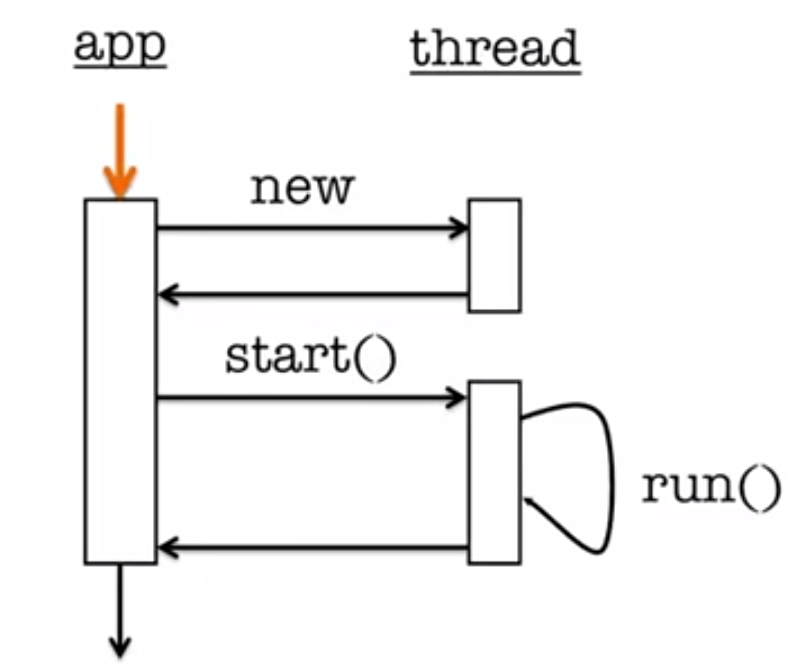 app
thread
new
start()
run()